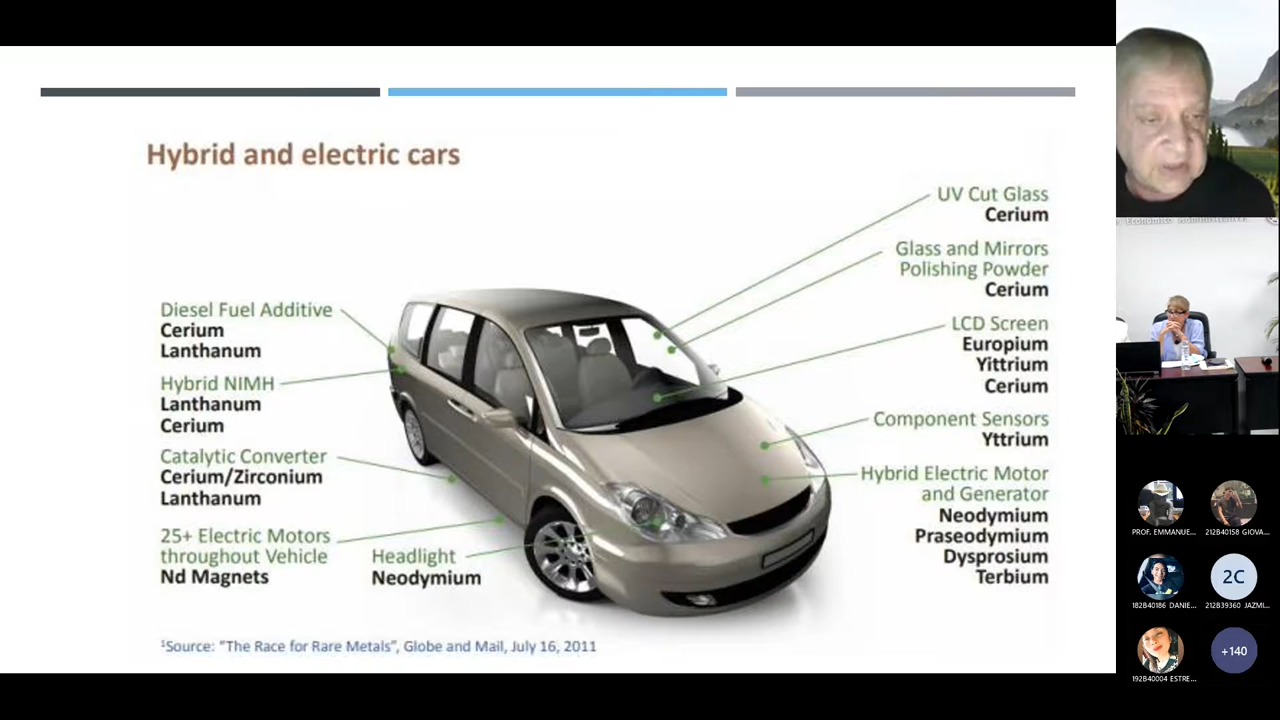 Hybrid and electric cars
UV Cut Glass
Cerium
Glass and Mirrors
Polishing Powder
Cerium
LCD Screen
Europium
Yittrium
Cerium
Component Sensors
Yttrium
Hybrid Electric Motor
and Generator
Neodymium
Praseodymium
Dysprosium
Terbium
Diesel Fuel Additive
Cerium
Lanthanum
Hybrid NIMH
Lanthanum
Cerium
Catalytic Converter
Cerium/Zirconium
Lanthanum
25+ Electric Motors
throughout Vehicle
Nd Magnets
Headlight
Neodymium
¹Source: “The Race for Rare Metals”, Globe and Mail, July 16, 2011
Económico Administrativa...
PROF. EMMANUE...
212B40158 GIOVA...
2C
182B40186 DANIE...
212B39360 JAZMI...
+140
192B40004 ESTRE...